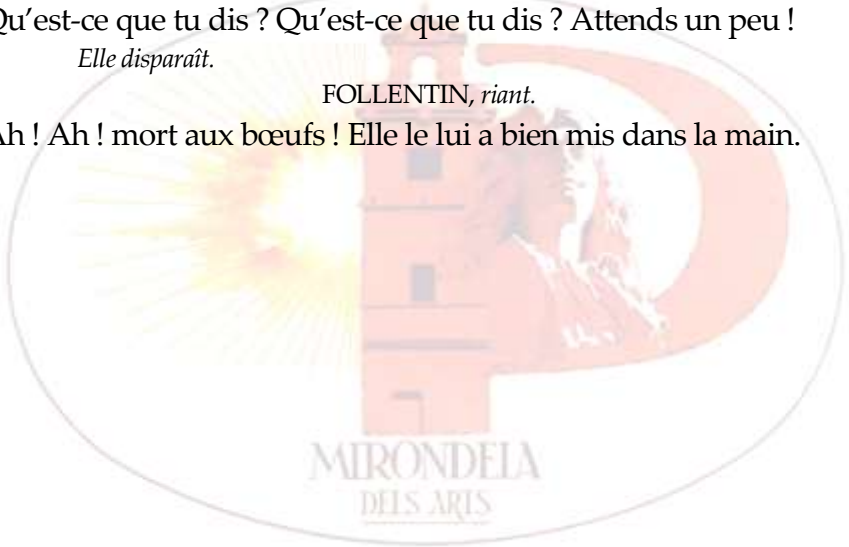 Qu’est-ce que tu dis ? Qu’est-ce que tu dis ? Attends un peu !
Elle disparaît.
FOLLENTIN, riant.
Ah ! Ah ! mort aux bœufs ! Elle le lui a bien mis dans la main.
MIRONDELA
DELS ARTS